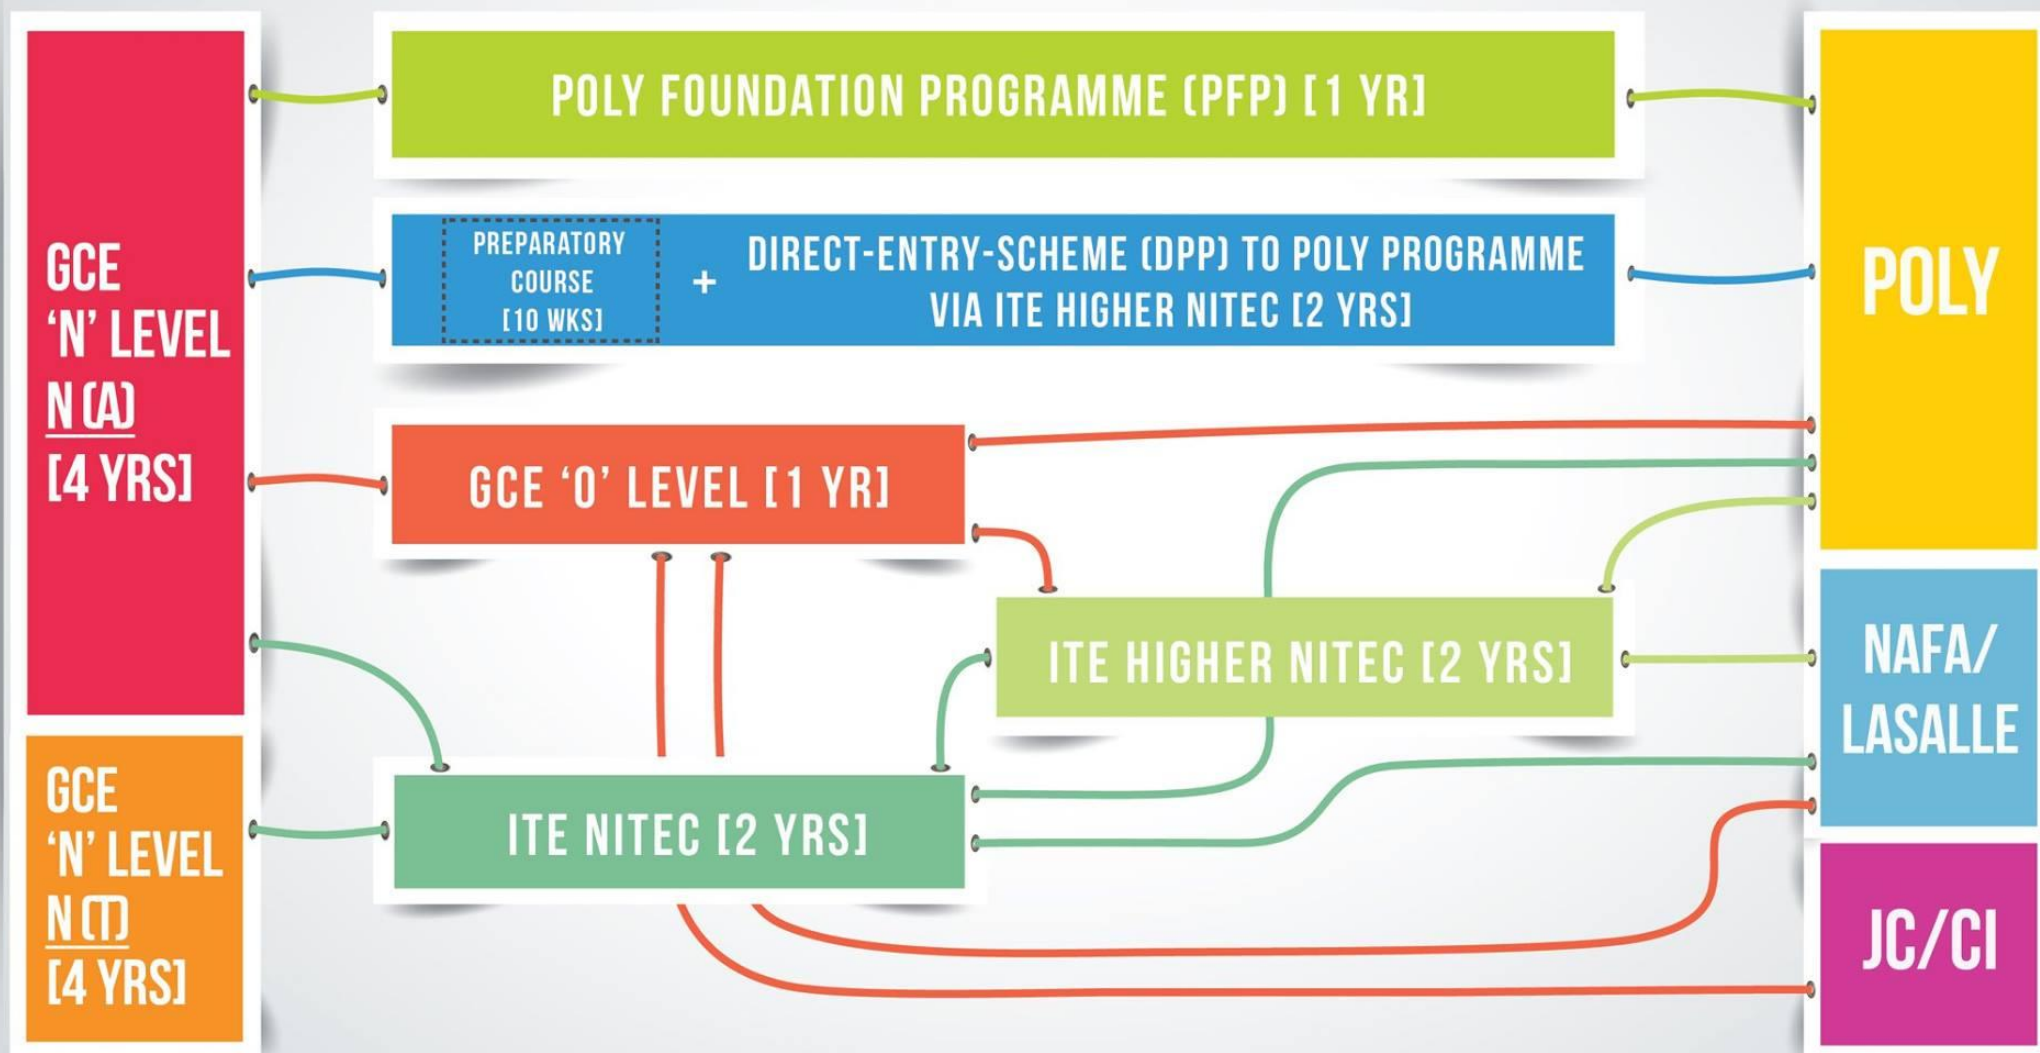 GCE
‘N’ LEVEL
N (A)
[4 YRS]
GCE
‘N’ LEVEL
N (T)
[4 YRS]
POLY FOUNDATION PROGRAMME (PFP) [1 YR]
PREPARATORY
COURSE
[10 WKS]
+
DIRECT-ENTRY-SCHEME (DPP) TO POLY PROGRAMME
VIA ITE HIGHER NITEC [2 YRS]
GCE ‘O’ LEVEL [1 YR]
ITE HIGHER NITEC [2 YRS]
ITE NITEC [2 YRS]
POLY
NAFA/
LASALLE
JC/CI